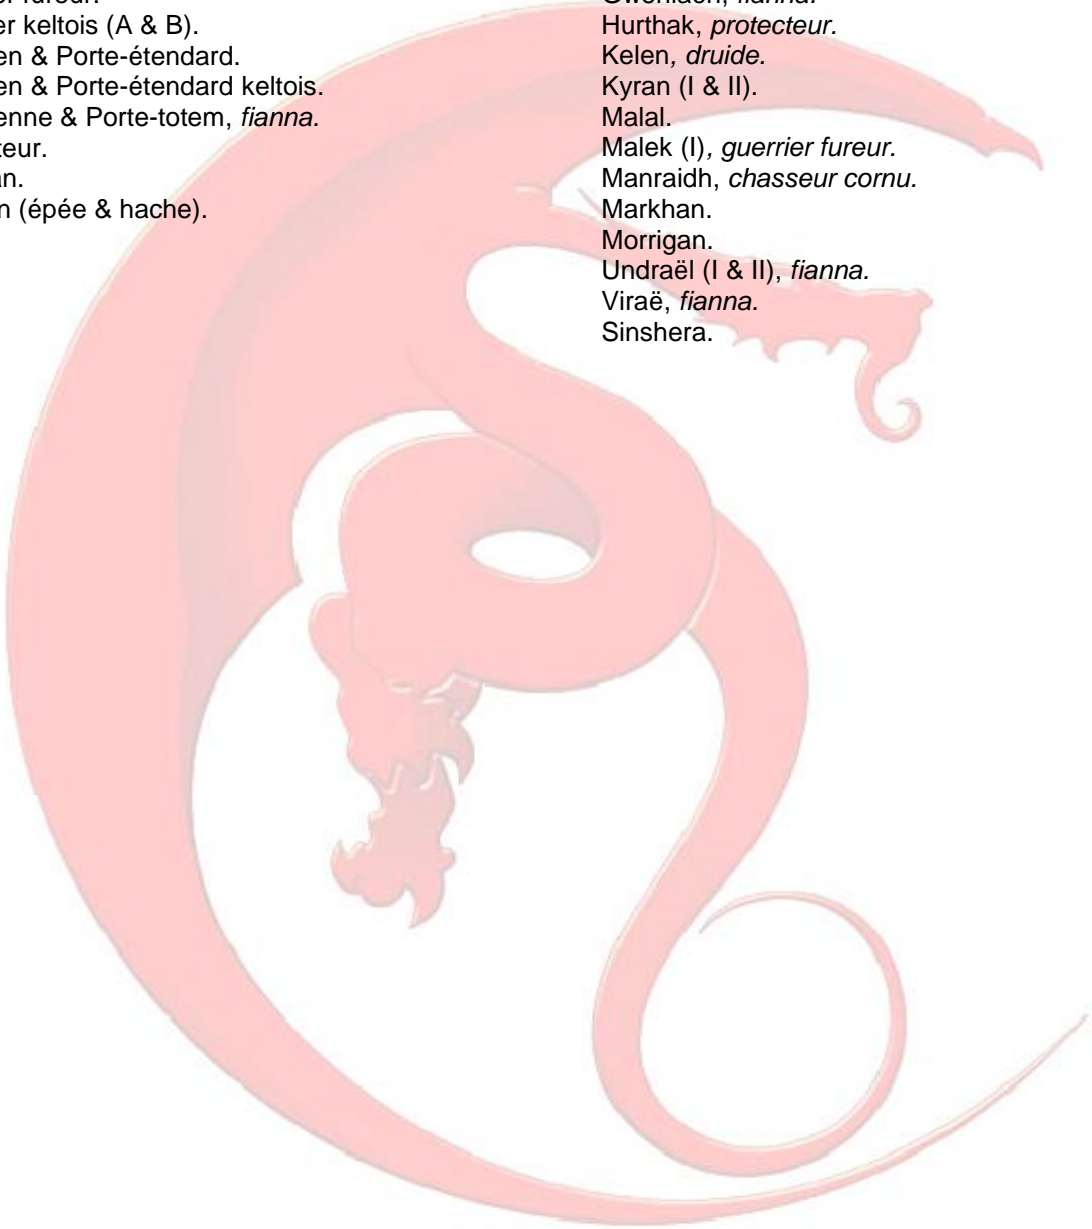 fureur.
er keltois (A & B).
en & Porte-étendard.
en & Porte-étendard keltois.
enne & Porte-totem, fianna.
teur.
an.
n (épée & hache).
fianna.
Hurthak, protecteur.
Kelen, druide.
Kyran (I & II).
Malal.
Malek (I), guerrier fureur.
Manraidh, chasseur cornu.
Markhan.
Morrigan.
Undraël (I & II), fianna.
Viraë, fianna.
Sinshera.